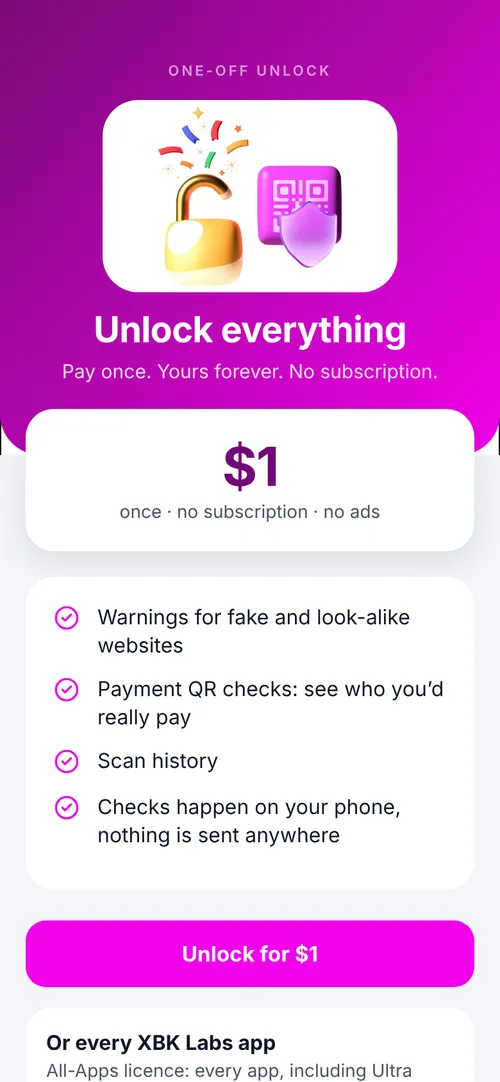 ONE-OFF UNLOCK
Unlock everything
Pay once. Yours forever. No subscription.
$1
once · no subscription · no ads
Warnings for fake and look-alike
websites
Payment QR checks: see who you’d
really pay
Scan history
Checks happen on your phone,
nothing is sent anywhere
Unlock for $1
Or every XBK Labs app
All-Apps licence: every app, including Ultra